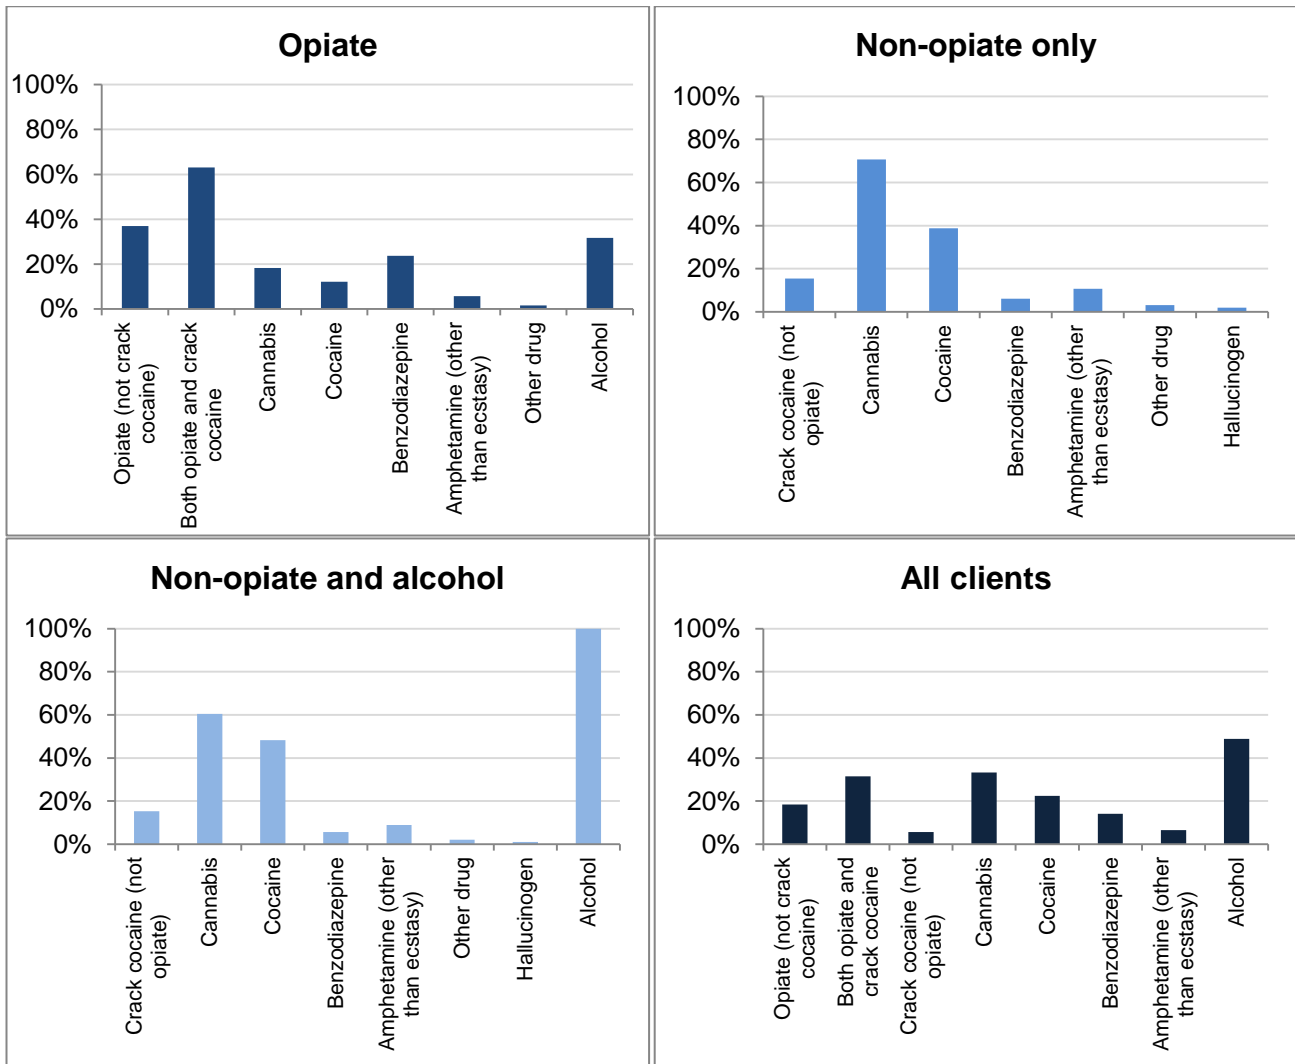 Opiate
100%
80%
60%
40%
20%
0%
Opiate (not crack
cocaine)
Both opiate and crack
cocaine
Cannabis
Cocaine
Benzodiazepine
Amphetamine (other
than ecstasy)
Other drug
Alcohol
Non-opiate only
100%
80%
60%
40%
20%
0%
Crack cocaine (not
opiate)
Cannabis
Cocaine
Benzodiazepine
Amphetamine (other
than ecstasy)
Other drug
Hallucinogen
Non-opiate and alcohol
100%
80%
60%
40%
20%
0%
Crack cocaine (not
opiate)
Cannabis
Cocaine
Benzodiazepine
Amphetamine (other
than ecstasy)
Other drug
Hallucinogen
Alcohol
All clients
100%
80%
60%
40%
20%
0%
Opiate (not crack
cocaine)
Both opiate and
crack cocaine
Crack cocaine (not
opiate)
Cannabis
Cocaine
Benzodiazepine
Amphetamine (other
than ecstasy)
Alcohol